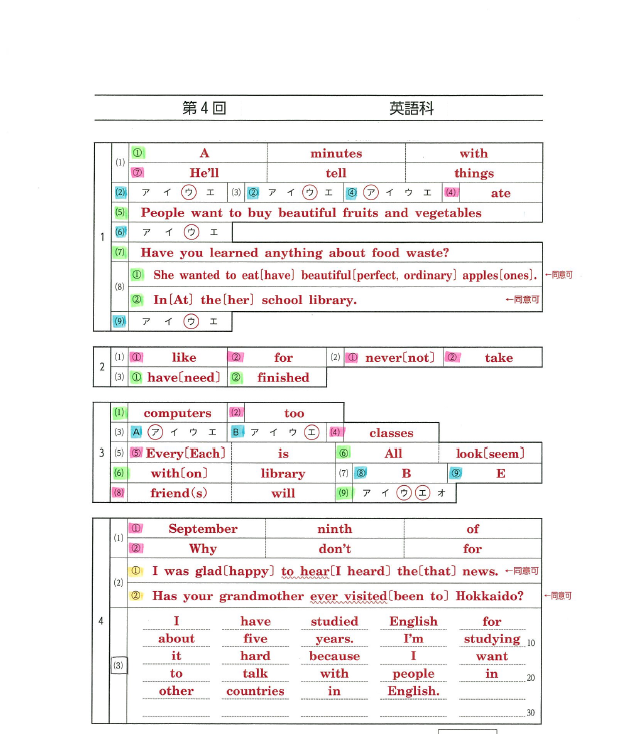 第4回 英語科
1 (1) ① A minutes with
② He'll tell things
(2) ア イ ウ エ (3) ② ア イ ウ エ ④ ア イ ウ エ (4) ate
(5) People want to buy beautiful fruits and vegetables
(6) ア イ ウ エ
(7) Have you learned anything about food waste?
(8) ① She wanted to eat〔have〕 beautiful〔perfect, ordinary〕 apples〔ones〕. ←同意可
② In〔At〕 the〔her〕 school library. ←同意可
(9) ア イ ウ エ
2 (1) ① like ② for (2) ① never〔not〕 ② take
(3) ① have〔need〕 ② finished
3 (1) computers (2) too
(3) A ア イ ウ エ B ア イ ウ エ (4) classes
(5) ⑤ Every〔Each〕 is ⑥ All look〔seem〕
(6) with〔on〕 library (7) ⑧ B ⑨ E
(8) friend(s) will (9) ア イ ウ エ オ
4 (1) ① September ninth of
② Why don't for
(2) ① I was glad〔happy〕 to hear〔I heard〕 the〔that〕 news. ←同意可
② Has your grandmother ever visited〔been to〕 Hokkaido? ←同意可
(3) I have studied English for
about five years. I'm studying 10
it hard because I want
to talk with people in 20
other countries in English.
30